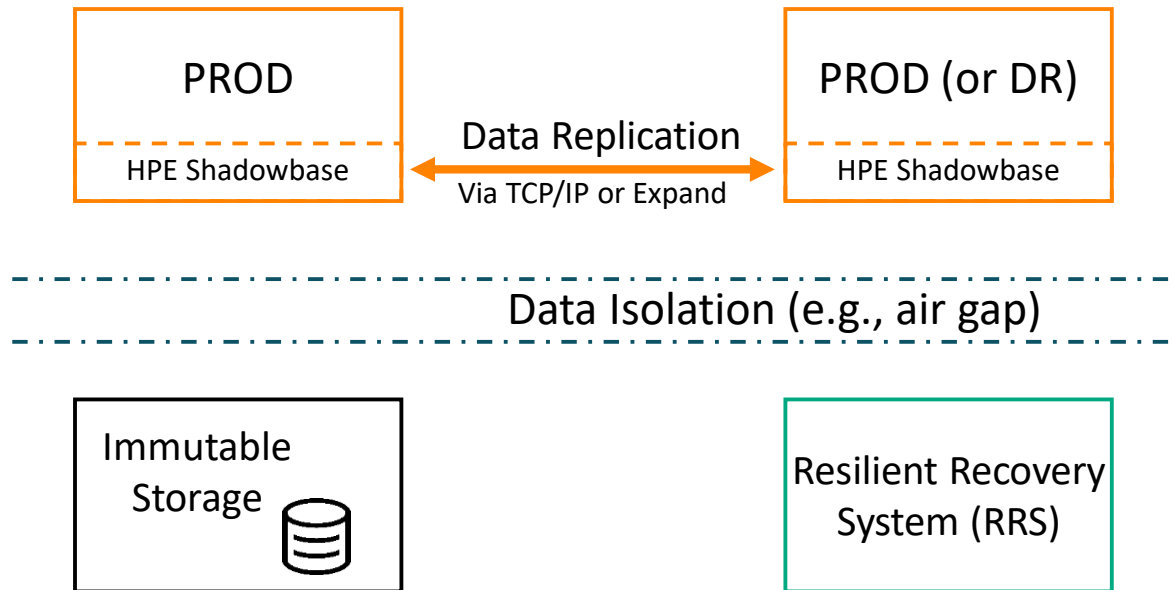 PROD
PROD (or DR)
Data Replication
HPE Shadowbase
HPE Shadowbase
Via TCP/IP or Expand
Data Isolation (e.g., air gap)
Immutable
Storage
Resilient Recovery
System (RRS)